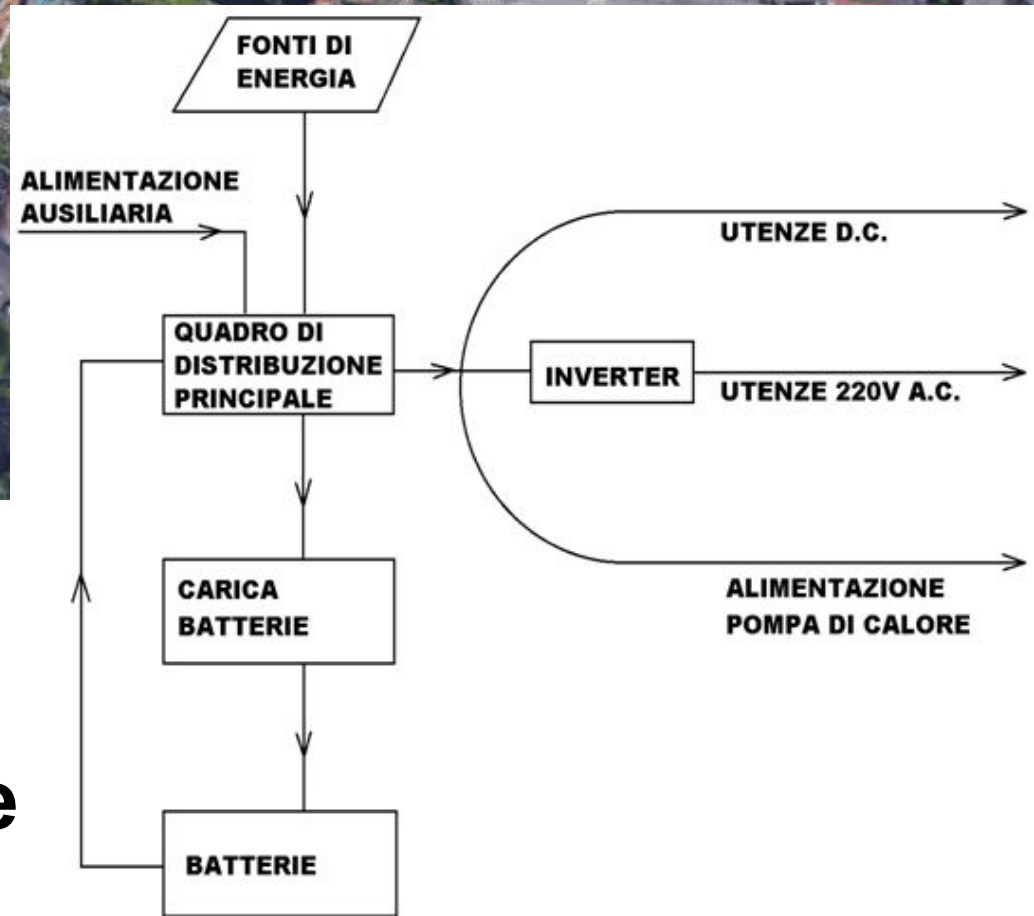 FONTI DI
ENERGIA
ALIMENTAZIONE
AUSILIARIA
UTENZE D.C.
QUADRO DI
DISTRIBUZIONE
PRINCIPALE
INVERTER
UTENZE 220V A.C.
CARICA
BATTERIE
ALIMENTAZIONE
POMPA DI CALORE
e
BATTERIE